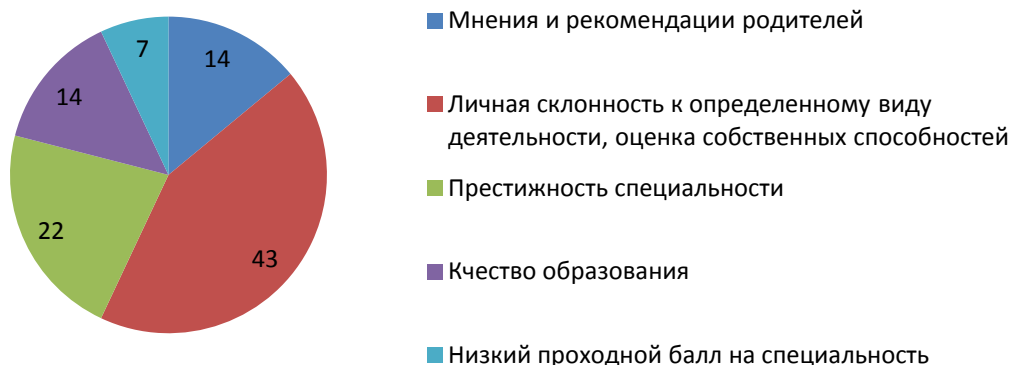 7
14
14
22
43
Мнения и рекомендации родителей
Личная склонность к определенному виду
деятельности, оценка собственных способностей
Престижность специальности
Кчество образования
Низкий проходной балл на специальность